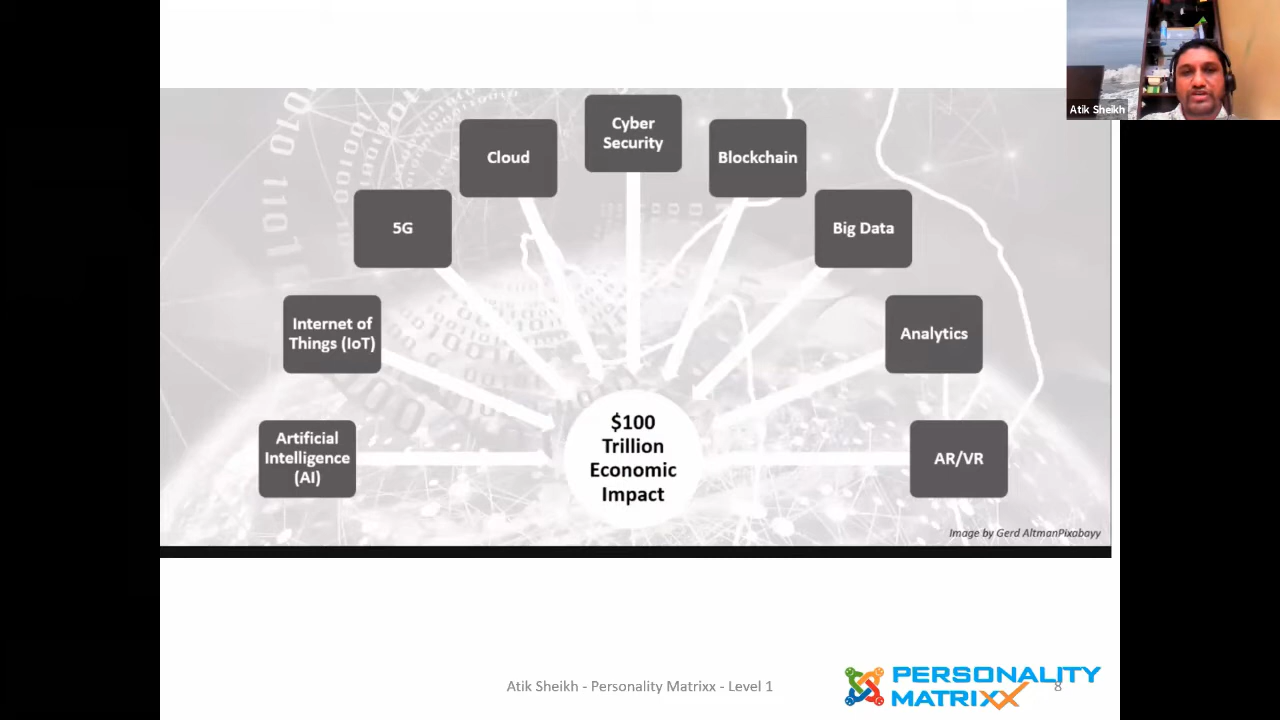 Atik Sheikh
Cyber
Security
Cloud
Blockchain
5G
Big Data
Internet of
Things (IoT)
Analytics
Artificial
Intelligence
(AI)
$100
Trillion
Economic
Impact
AR/VR
Image by Gerd AltmanPixabayy
Atik Sheikh - Personality Matrixx - Level 1
PERSONALITY
MATRIXX
8